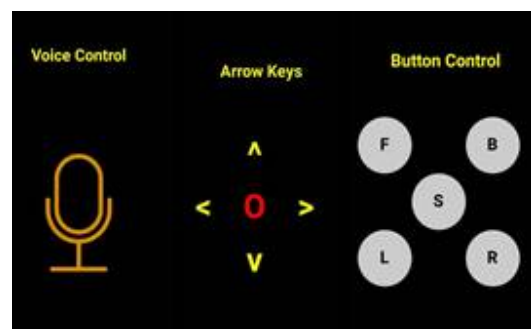 Voice Control
Arrow Keys
Button Control
^
< O >
v
F B
S
L R